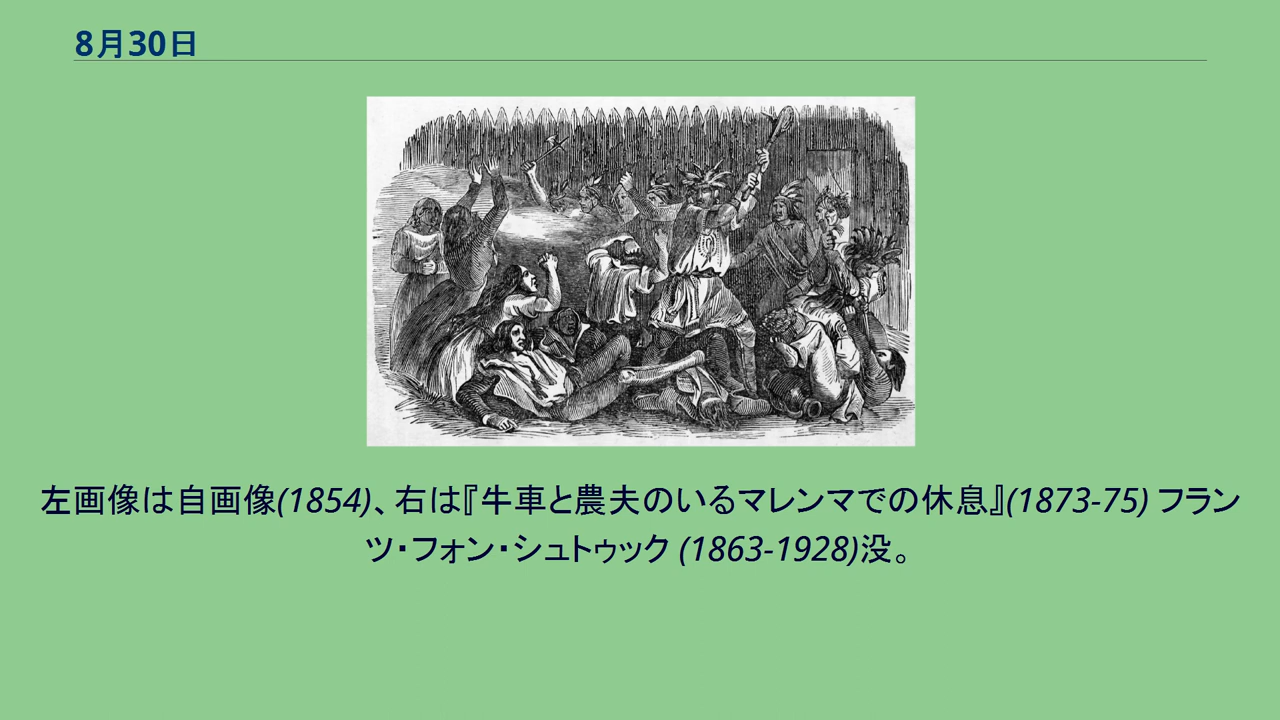 8月30日
左画像は自画像(1854)、右は『牛車と農夫のいるマレンマでの休息』(1873-75) フラン
ツ・フォン・シュトゥック (1863-1928)没。